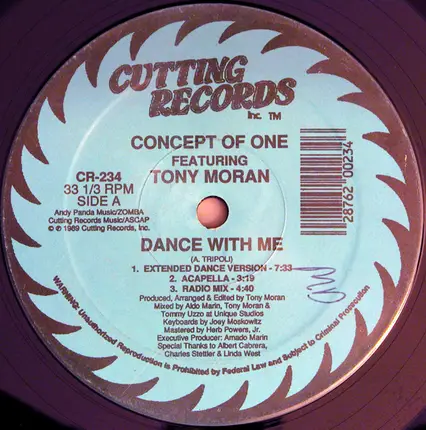 CUTTING
RECORDS
Inc. TM
CONCEPT OF ONE
FEATURING
TONY MORAN
CR-234
33 1/3 RPM
SIDE A
Andy Panda Music/ZOMBA
Cutting Records Music/ASCAP
© ℗ 1989 Cutting Records, Inc.
28762 00234
DANCE WITH ME
(A. TRIPOLI)
1. EXTENDED DANCE VERSION - 7:33
2. ACAPELLA - 3:19
3. RADIO MIX - 4:40
Produced, Arranged & Edited by Tony Moran
Mixed by Aldo Marin, Tony Moran &
Tommy Uzzo at Unique Studios
Keyboards by Joey Moskowitz
Mastered by Herb Powers, Jr.
Executive Producer: Amado Marin
Special Thanks to Albert Cabrera,
Charles Stettler & Linda West
WARNING: Unauthorized Reproduction is Prohibited by Federal Law and Subject to Criminal Prosecution